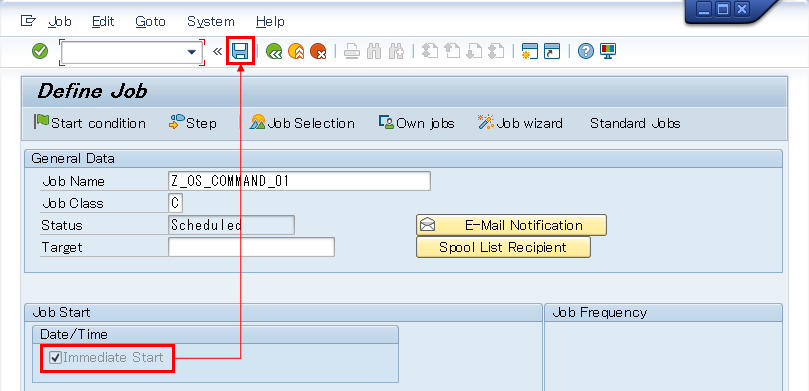 Job Edit Goto System Help
Define Job
Start condition Step Job Selection Own jobs Job wizard Standard Jobs
General Data
Job Name Z_OS_COMMAND_01
Job Class C
Status Scheduled E-Mail Notification
Target Spool List Recipient
Job Start Job Frequency
Date/Time
Immediate Start